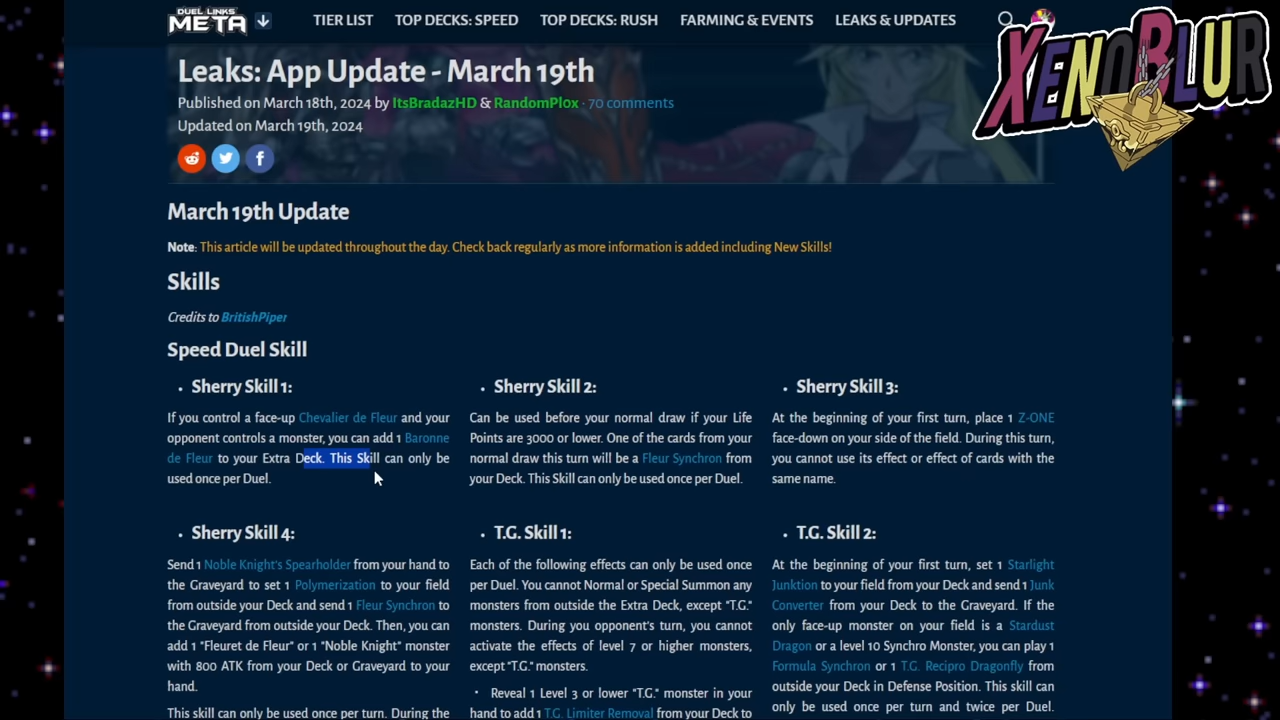 DUEL LINKS
META
TIER LIST
TOP DECKS: SPEED
TOP DECKS: RUSH
FARMING & EVENTS
LEAKS & UPDATES
XENOBLUR
Leaks: App Update - March 19th
Published on March 18th, 2024 by ItsBradazHD & RandomPl0x · 70 comments
Updated on March 19th, 2024
March 19th Update
Note: This article will be updated throughout the day. Check back regularly as more information is added including New Skills!
Skills
Credits to BritishPiper
Speed Duel Skill
• Sherry Skill 1:
If you control a face-up Chevalier de Fleur and your
opponent controls a monster, you can add 1 Baronne
de Fleur to your Extra Deck. This Skill can only be
used once per Duel.
• Sherry Skill 2:
Can be used before your normal draw if your Life
Points are 3000 or lower. One of the cards from your
normal draw this turn will be a Fleur Synchron from
your Deck. This Skill can only be used once per Duel.
• Sherry Skill 3:
At the beginning of your first turn, place 1 Z-ONE
face-down on your side of the field. During this turn,
you cannot use its effect or effect of cards with the
same name.
• Sherry Skill 4:
Send 1 Noble Knight's Spearholder from your hand to
the Graveyard to set 1 Polymerization to your field
from outside your Deck and send 1 Fleur Synchron to
the Graveyard from outside your Deck. Then, you can
add 1 "Fleuret de Fleur" or 1 "Noble Knight" monster
with 800 ATK from your Deck or Graveyard to your
hand.
This skill can only be used once per turn. During the
• T.G. Skill 1:
Each of the following effects can only be used once
per Duel. You cannot Normal or Special Summon any
monsters from outside the Extra Deck, except "T.G."
monsters. During you opponent's turn, you cannot
activate the effects of level 7 or higher monsters,
except "T.G." monsters.
• Reveal 1 Level 3 or lower "T.G." monster in your
hand to add 1 T.G. Limiter Removal from your Deck to
• T.G. Skill 2:
At the beginning of your first turn, set 1 Starlight
Junktion to your field from your Deck and send 1 Junk
Converter from your Deck to the Graveyard. If the
only face-up monster on your field is a Stardust
Dragon or a level 10 Synchro Monster, you can play 1
Formula Synchron or 1 T.G. Recipro Dragonfly from
outside your Deck in Defense Position. This skill can
only be used once per turn and twice per Duel.